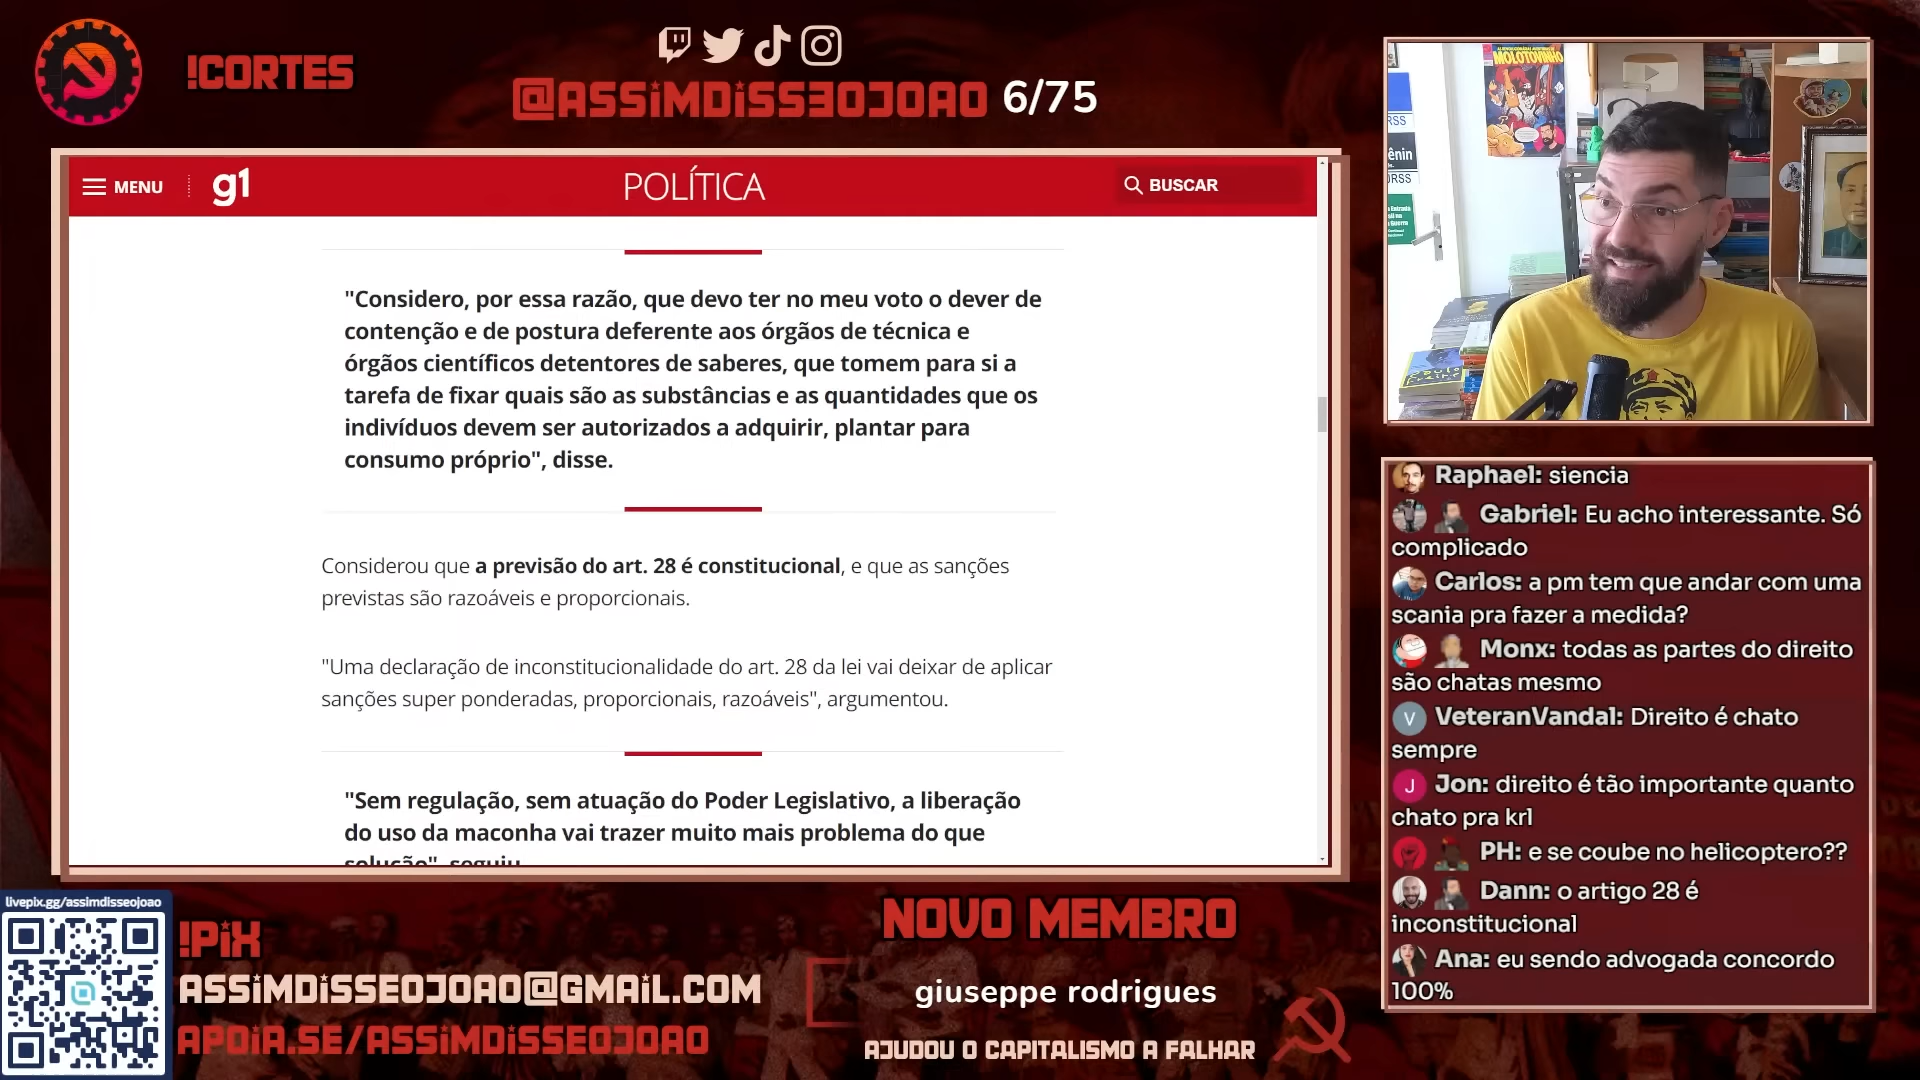 !CORTES
@ASSIMDISSEOJOAO 6/75
MENU
g1
POLÍTICA
BUSCAR
"Considero, por essa razão, que devo ter no meu voto o dever de
contenção e de postura deferente aos órgãos de técnica e
órgãos científicos detentores de saberes, que tomem para si a
tarefa de fixar quais são as substâncias e as quantidades que os
indivíduos devem ser autorizados a adquirir, plantar para
consumo próprio", disse.
Considerou que a previsão do art. 28 é constitucional, e que as sanções
previstas são razoáveis e proporcionais.
"Uma declaração de inconstitucionalidade do art. 28 da lei vai deixar de aplicar
sanções super ponderadas, proporcionais, razoáveis", argumentou.
"Sem regulação, sem atuação do Poder Legislativo, a liberação
do uso da maconha vai trazer muito mais problema do que
solução", seguiu
MOLOTOVINHO
RSS
ênin
RSS
Raphael: siencia
Gabriel: Eu acho interessante. Só
complicado
Carlos: a pm tem que andar com uma
scania pra fazer a medida?
Monx: todas as partes do direito
são chatas mesmo
V VeteranVandal: Direito é chato
sempre
J Jon: direito é tão importante quanto
chato pra krl
PH: e se coube no helicoptero??
Dann: o artigo 28 é
inconstitucional
Ana: eu sendo advogada concordo
100%
livepix.gg/assimdisseojoao
!PIX
ASSIMDISSEOJOAO@GMAIL.COM
APOIA.SE/ASSIMDISSEOJOAO
NOVO MEMBRO
giuseppe rodrigues
AJUDOU O CAPITALISMO A FALHAR